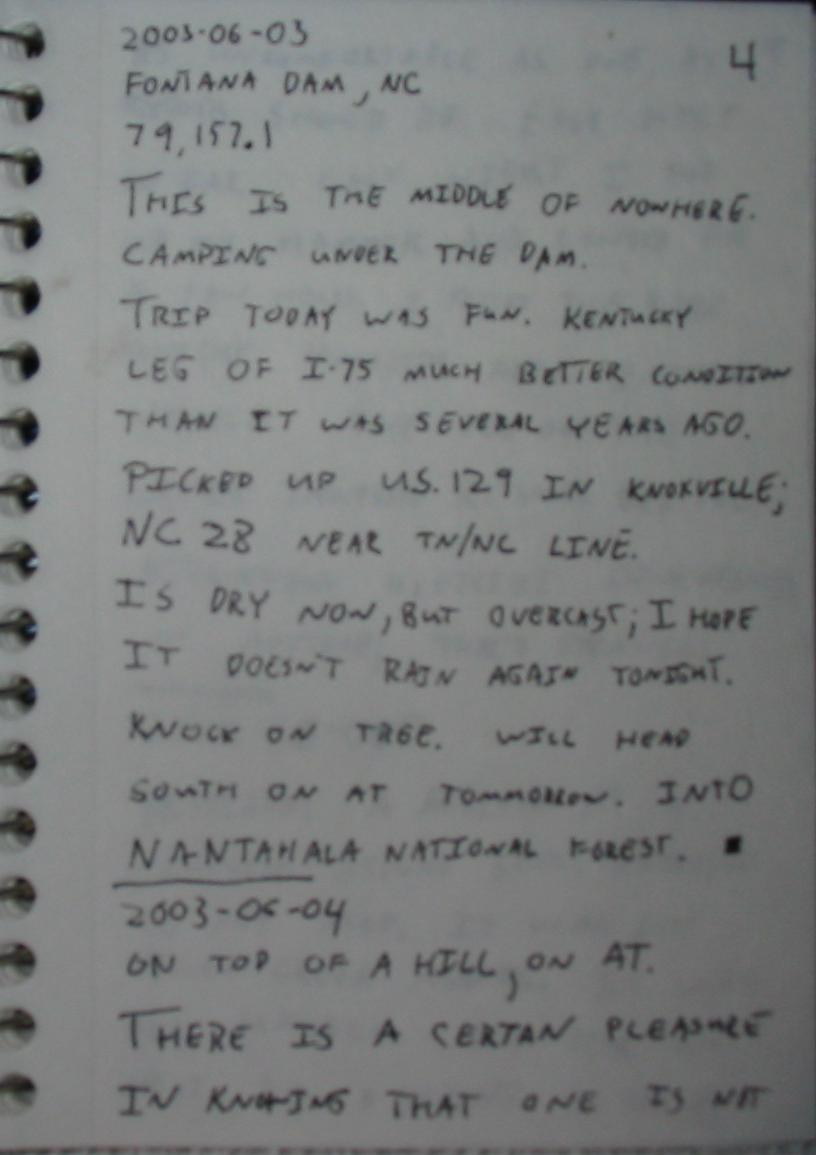 2003-06-03
4
FONTANA DAM, NC
79,157.1
THIS IS THE MIDDLE OF NOWHERE.
CAMPING UNDER THE DAM.
TRIP TODAY WAS FUN. KENTUCKY
LEG OF I-75 MUCH BETTER CONDITION
THAN IT WAS SEVERAL YEARS AGO.
PICKED UP US.129 IN KNOXVILLE;
NC 28 NEAR TN/NC LINE.
IS DRY NOW, BUT OVERCAST; I HOPE
IT DOESN'T RAIN AGAIN TONIGHT.
KNOCK ON TREE. WILL HEAD
SOUTH ON AT TOMMORROW. INTO
NANTAHALA NATIONAL FOREST.
2003-06-04
ON TOP OF A HILL, ON AT.
THERE IS A CERTAN PLEASURE
IN KNOWING THAT ONE IS NOT